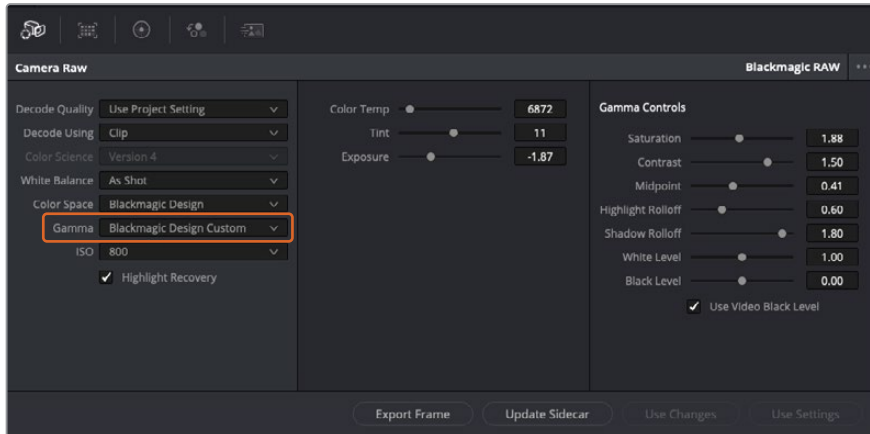 Camera Raw
Blackmagic RAW
Decode Quality Use Project Setting
Decode Using Clip
Color Science Version 4
White Balance As Shot
Color Space Blackmagic Design
Gamma Blackmagic Design Custom
ISO 800
Highlight Recovery
Color Temp 6872
Tint 11
Exposure -1.87
Gamma Controls
Saturation 1.88
Contrast 1.50
Midpoint 0.41
Highlight Rolloff 0.60
Shadow Rolloff 1.80
White Level 1.00
Black Level 0.00
Use Video Black Level
Export Frame
Update Sidecar
Use Changes
Use Settings